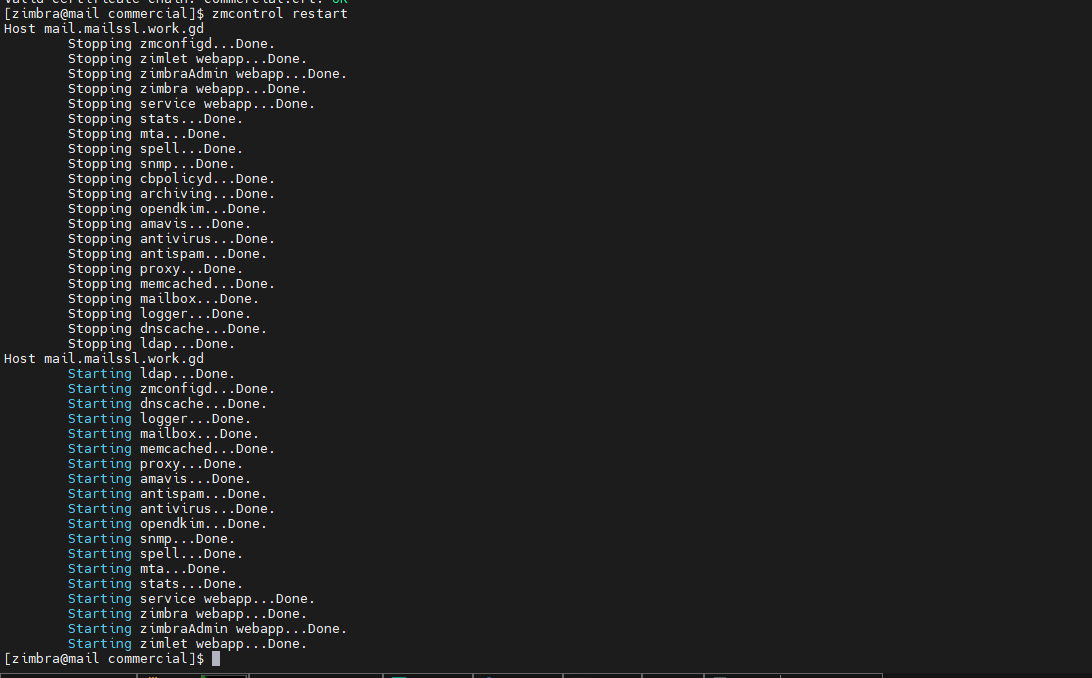 Valid certificate chain: commercial.crt: OK
[zimbra@mail commercial]$ zmcontrol restart
Host mail.mailssl.work.gd
Stopping zmconfigd...Done.
Stopping zimlet webapp...Done.
Stopping zimbraAdmin webapp...Done.
Stopping zimbra webapp...Done.
Stopping service webapp...Done.
Stopping stats...Done.
Stopping mta...Done.
Stopping spell...Done.
Stopping snmp...Done.
Stopping cbpolicyd...Done.
Stopping archiving...Done.
Stopping opendkim...Done.
Stopping amavis...Done.
Stopping antivirus...Done.
Stopping antispam...Done.
Stopping proxy...Done.
Stopping memcached...Done.
Stopping mailbox...Done.
Stopping logger...Done.
Stopping dnscache...Done.
Stopping ldap...Done.
Host mail.mailssl.work.gd
Starting ldap...Done.
Starting zmconfigd...Done.
Starting dnscache...Done.
Starting logger...Done.
Starting mailbox...Done.
Starting memcached...Done.
Starting proxy...Done.
Starting amavis...Done.
Starting antispam...Done.
Starting antivirus...Done.
Starting opendkim...Done.
Starting snmp...Done.
Starting spell...Done.
Starting mta...Done.
Starting stats...Done.
Starting service webapp...Done.
Starting zimbra webapp...Done.
Starting zimbraAdmin webapp...Done.
Starting zimlet webapp...Done.
[zimbra@mail commercial]$